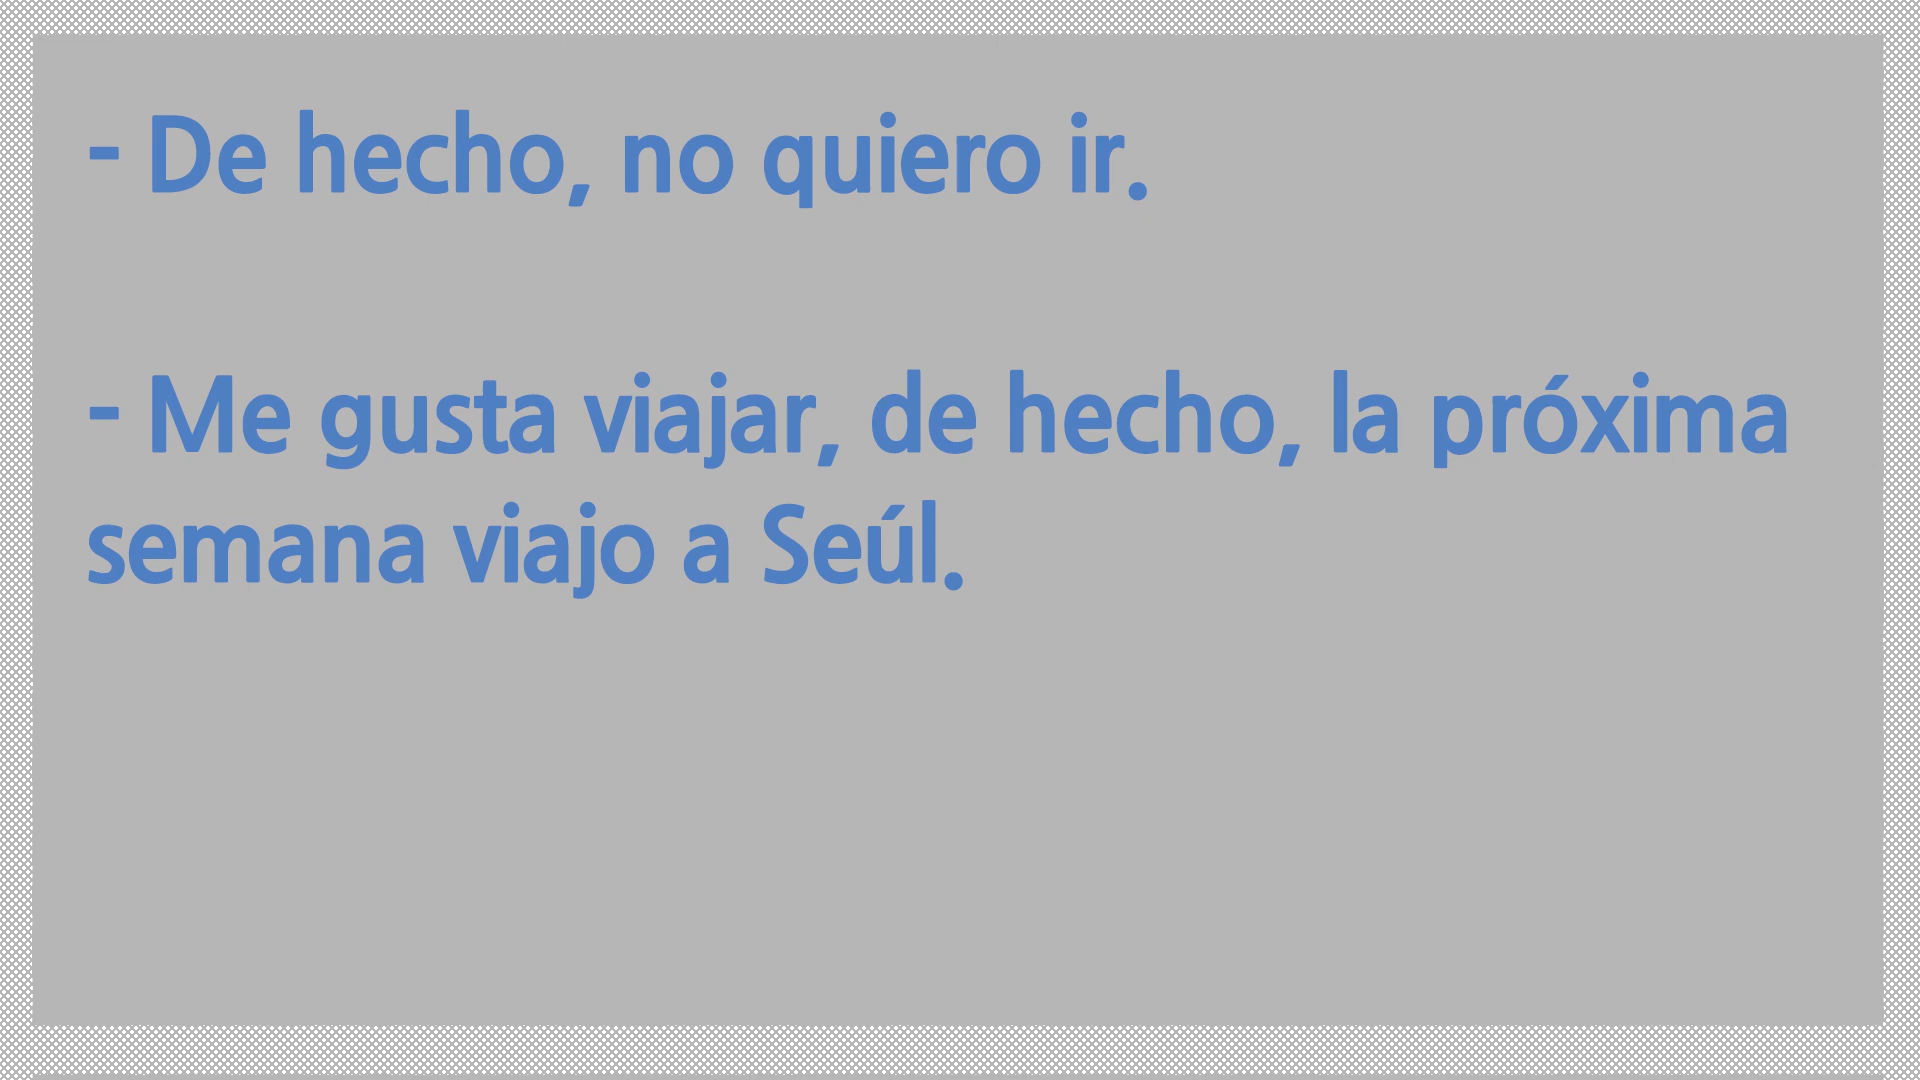 - De hecho, no quiero ir.
- Me gusta viajar, de hecho, la próxima
semana viajo a Seúl.